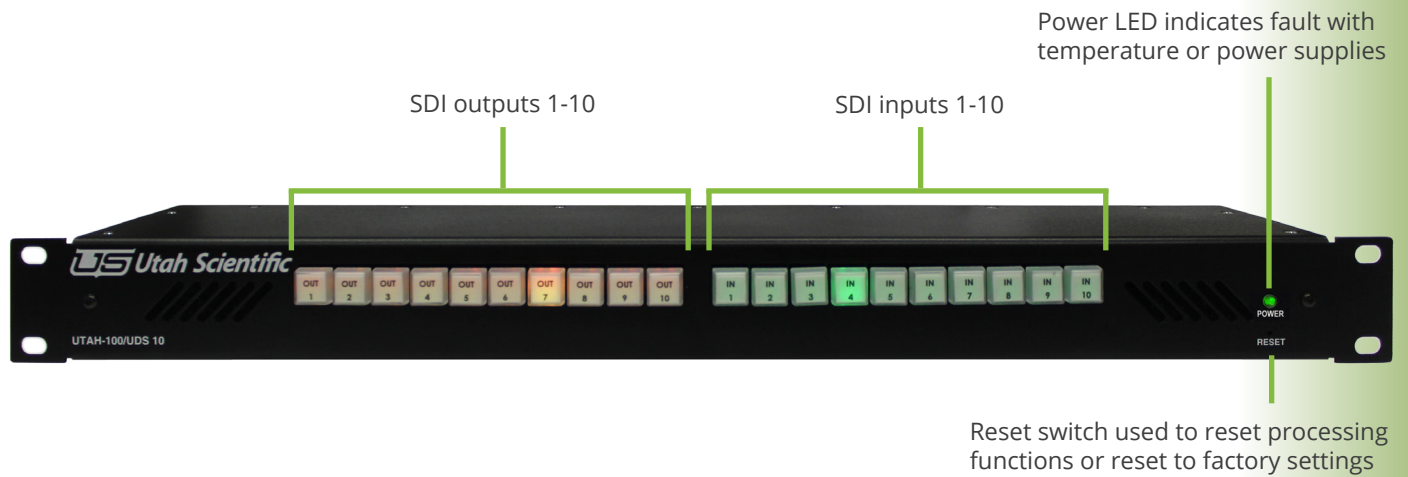 Power LED indicates fault with
temperature or power supplies
SDI outputs 1-10
SDI inputs 1-10
US Utah Scientific
OUT 1
OUT 2
OUT 3
OUT 4
OUT 5
OUT 6
OUT 7
OUT 8
OUT 9
OUT 10
IN 1
IN 2
IN 3
IN 4
IN 5
IN 6
IN 7
IN 8
IN 9
IN 10
POWER
UTAH-100/UDS 10
RESET
Reset switch used to reset processing
functions or reset to factory settings